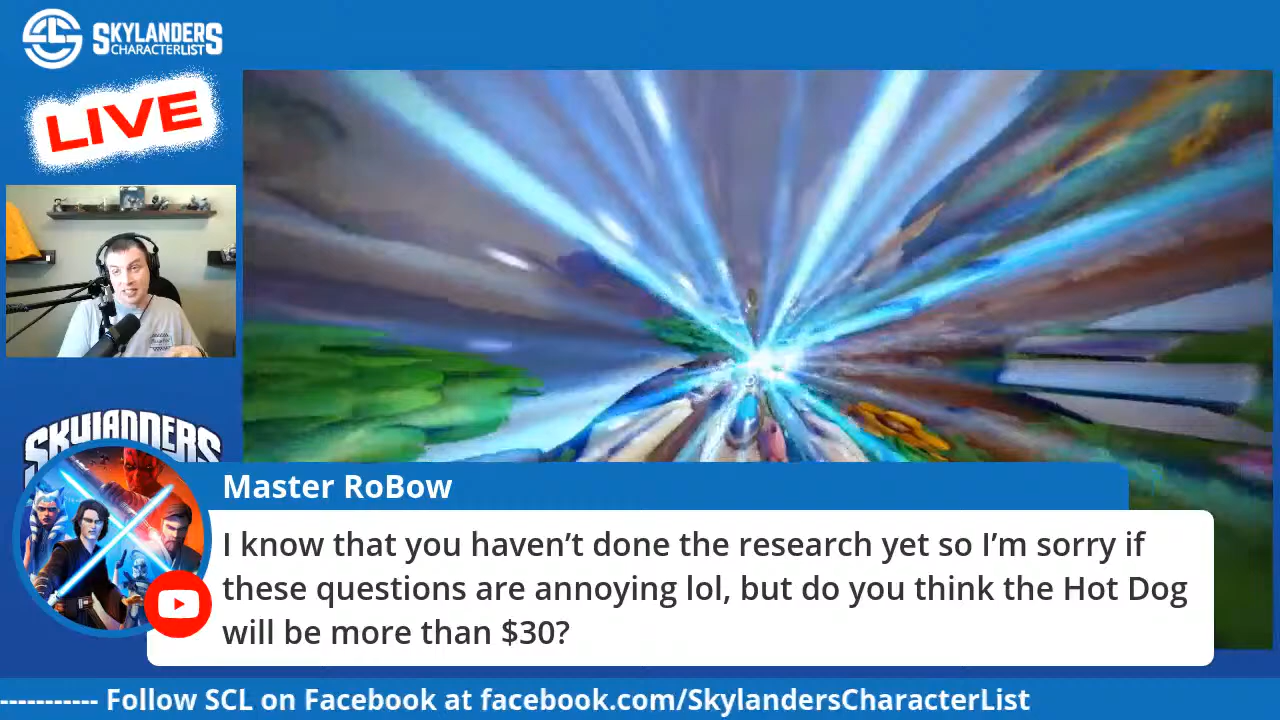 SKYLANDERS
CHARACTERLIST
LIVE
SKYLANDERS
Master RoBow
I know that you haven’t done the research yet so I’m sorry if
these questions are annoying lol, but do you think the Hot Dog
will be more than $30?
----------- Follow SCL on Facebook at facebook.com/SkylandersCharacterList